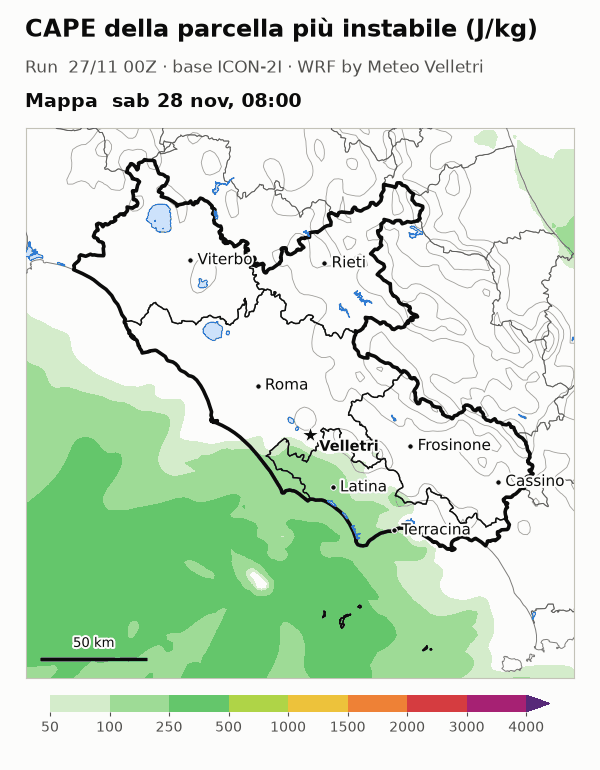 CAPE della parcella più instabile (J/kg)
Run  27/11 00Z · base ICON-2I · WRF by Meteo Velletri
Mappa  sab 28 nov, 08:00
Viterbo
Rieti
Roma
Velletri
Frosinone
Latina
Cassino
Terracina
50 km
50 100 250 500 1000 1500 2000 3000 4000